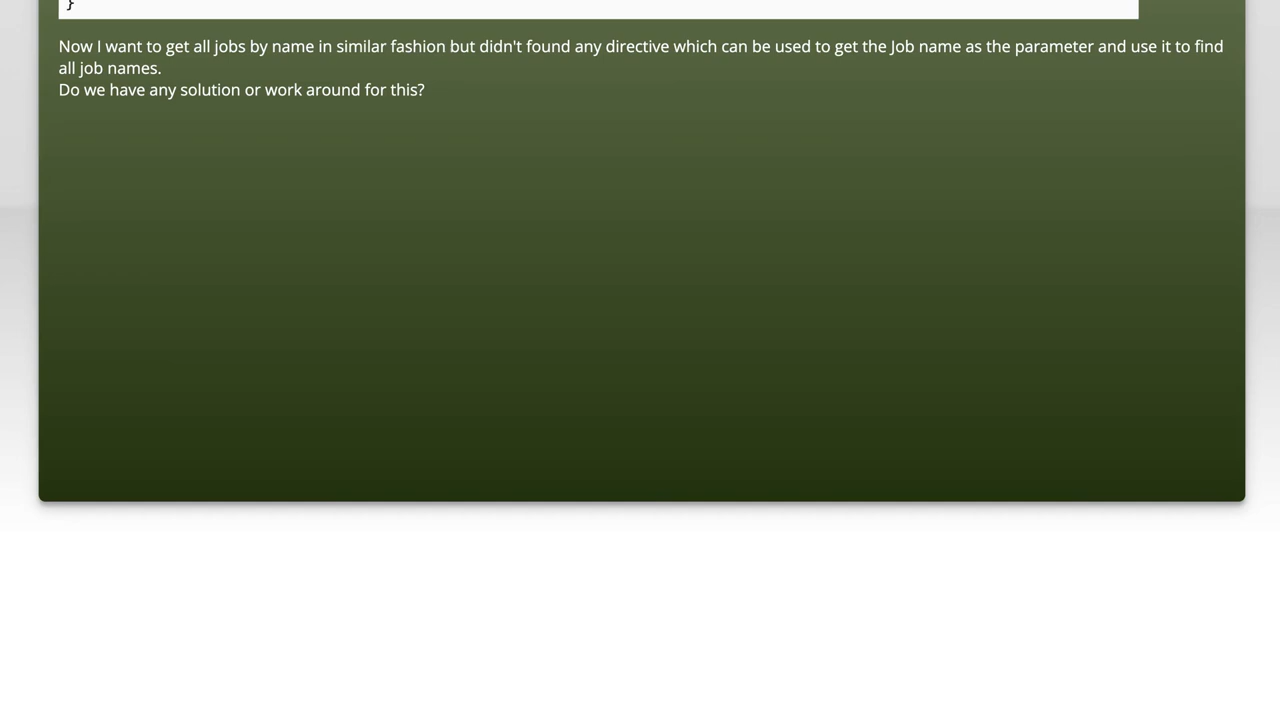 }
Now I want to get all jobs by name in similar fashion but didn't found any directive which can be used to get the Job name as the parameter and use it to find
all job names.
Do we have any solution or work around for this?